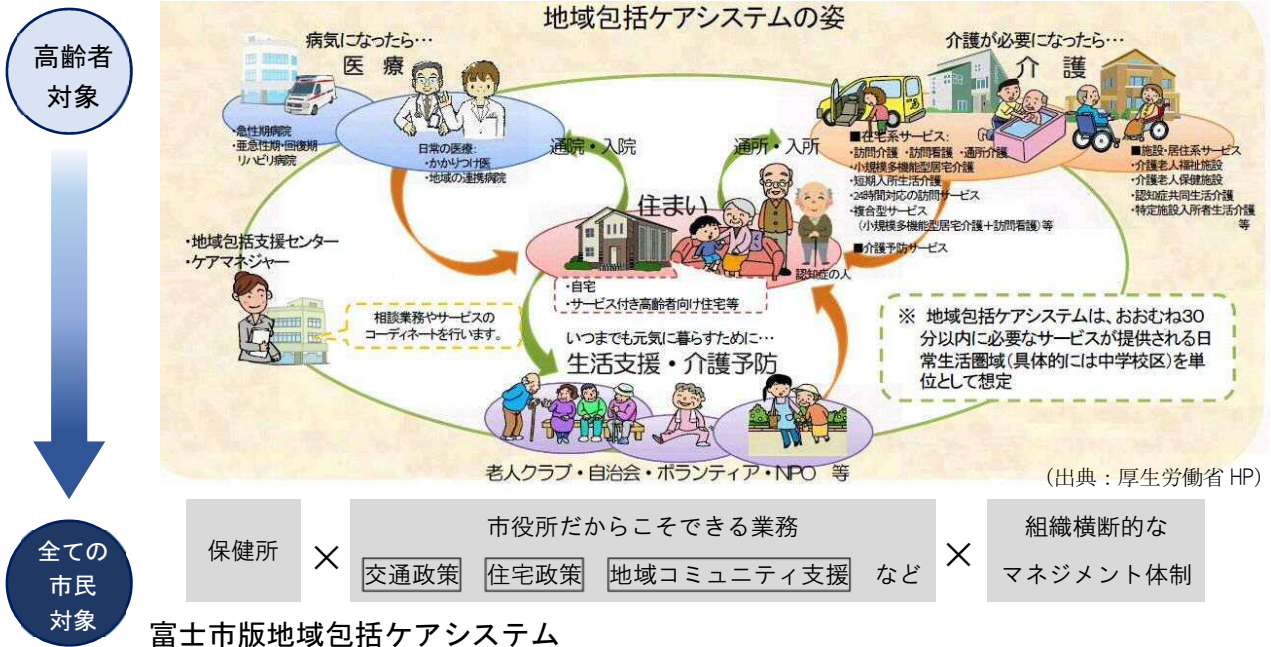 高齢者
対象
地域包括ケアシステムの姿
病気になったら…
医 療
・急性期病院
・亜急性期・回復期
リハビリ病院
日常の医療:
・かかりつけ医
・地域の連携病院
通院・入院
通所・入所
介護が必要になったら…
介 護
■在宅系サービス:
・訪問介護 ・訪問看護 ・通所介護
・小規模多機能型居宅介護
・短期入所生活介護
・24時間対応の訪問サービス
・複合型サービス
(小規模多機能型居宅介護+訪問看護)等
■介護予防サービス
■施設・居住系サービス
・介護老人福祉施設
・介護老人保健施設
・認知症共同生活介護
・特定施設入所者生活介護
等
住まい
・自宅
・サービス付き高齢者向け住宅等
認知症の人
・地域包括支援センター
・ケアマネジャー
相談業務やサービスの
コーディネートを行います。
いつまでも元気に暮らすために…
生活支援・介護予防
老人クラブ・自治会・ボランティア・NPO 等
※ 地域包括ケアシステムは、おおむね30
分以内に必要なサービスが提供される日
常生活圏域(具体的には中学校区)を単
位として想定
(出典:厚生労働省 HP)
全ての
市民
対象
保健所
×
市役所だからこそできる業務
交通政策 住宅政策 地域コミュニティ支援 など
×
組織横断的な
マネジメント体制
富士市版地域包括ケアシステム